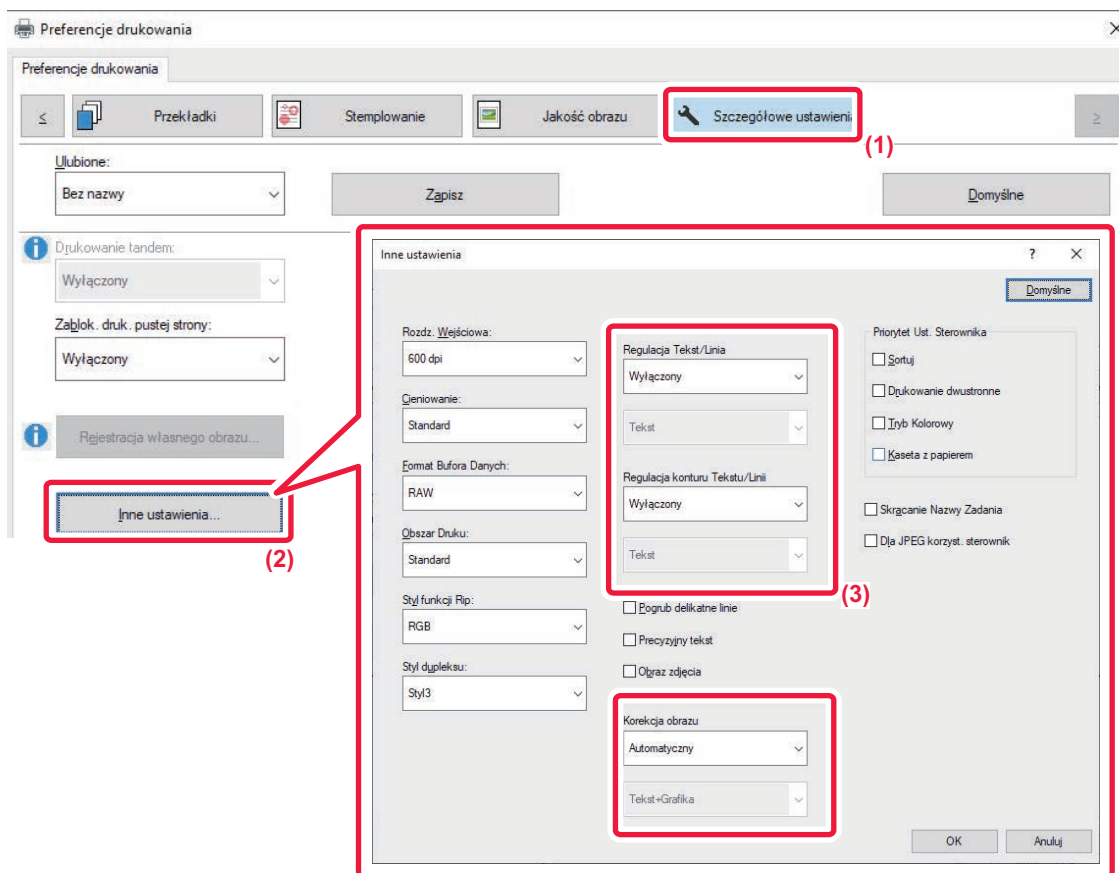 Preferencje drukowania
Preferencje drukowania
≤
Przekładki
Stemplowanie
Jakość obrazu
Szczegółowe ustawieni
≥
(1)
Ulubione:
Bez nazwy
Zapisz
Domyślne
Drukowanie tandem:
Wyłączony
Zablok. druk. pustej strony:
Wyłączony
Rejestracja własnego obrazu...
Inne ustawienia...
(2)
Inne ustawienia
?
Domyślne
Rozdz. Wejściowa:
600 dpi
Cieniowanie:
Standard
Format Bufora Danych:
RAW
Obszar Druku:
Standard
Styl funkcji Rip:
RGB
Styl dupleksu:
Styl3
Regulacja Tekst/Linia
Wyłączony
Tekst
Regulacja konturu Tekstu/Linii
Wyłączony
Tekst
(3)
Pogrub delikatne linie
Precyzyjny tekst
Obraz zdjęcia
Korekcja obrazu
Automatyczny
Tekst+Grafika
Priorytet Ust. Sterownika
Sortuj
Drukowanie dwustronne
Tryb Kolorowy
Kaseta z papierem
Skracanie Nazwy Zadania
Dla JPEG korzyst. sterownik
OK
Anuluj